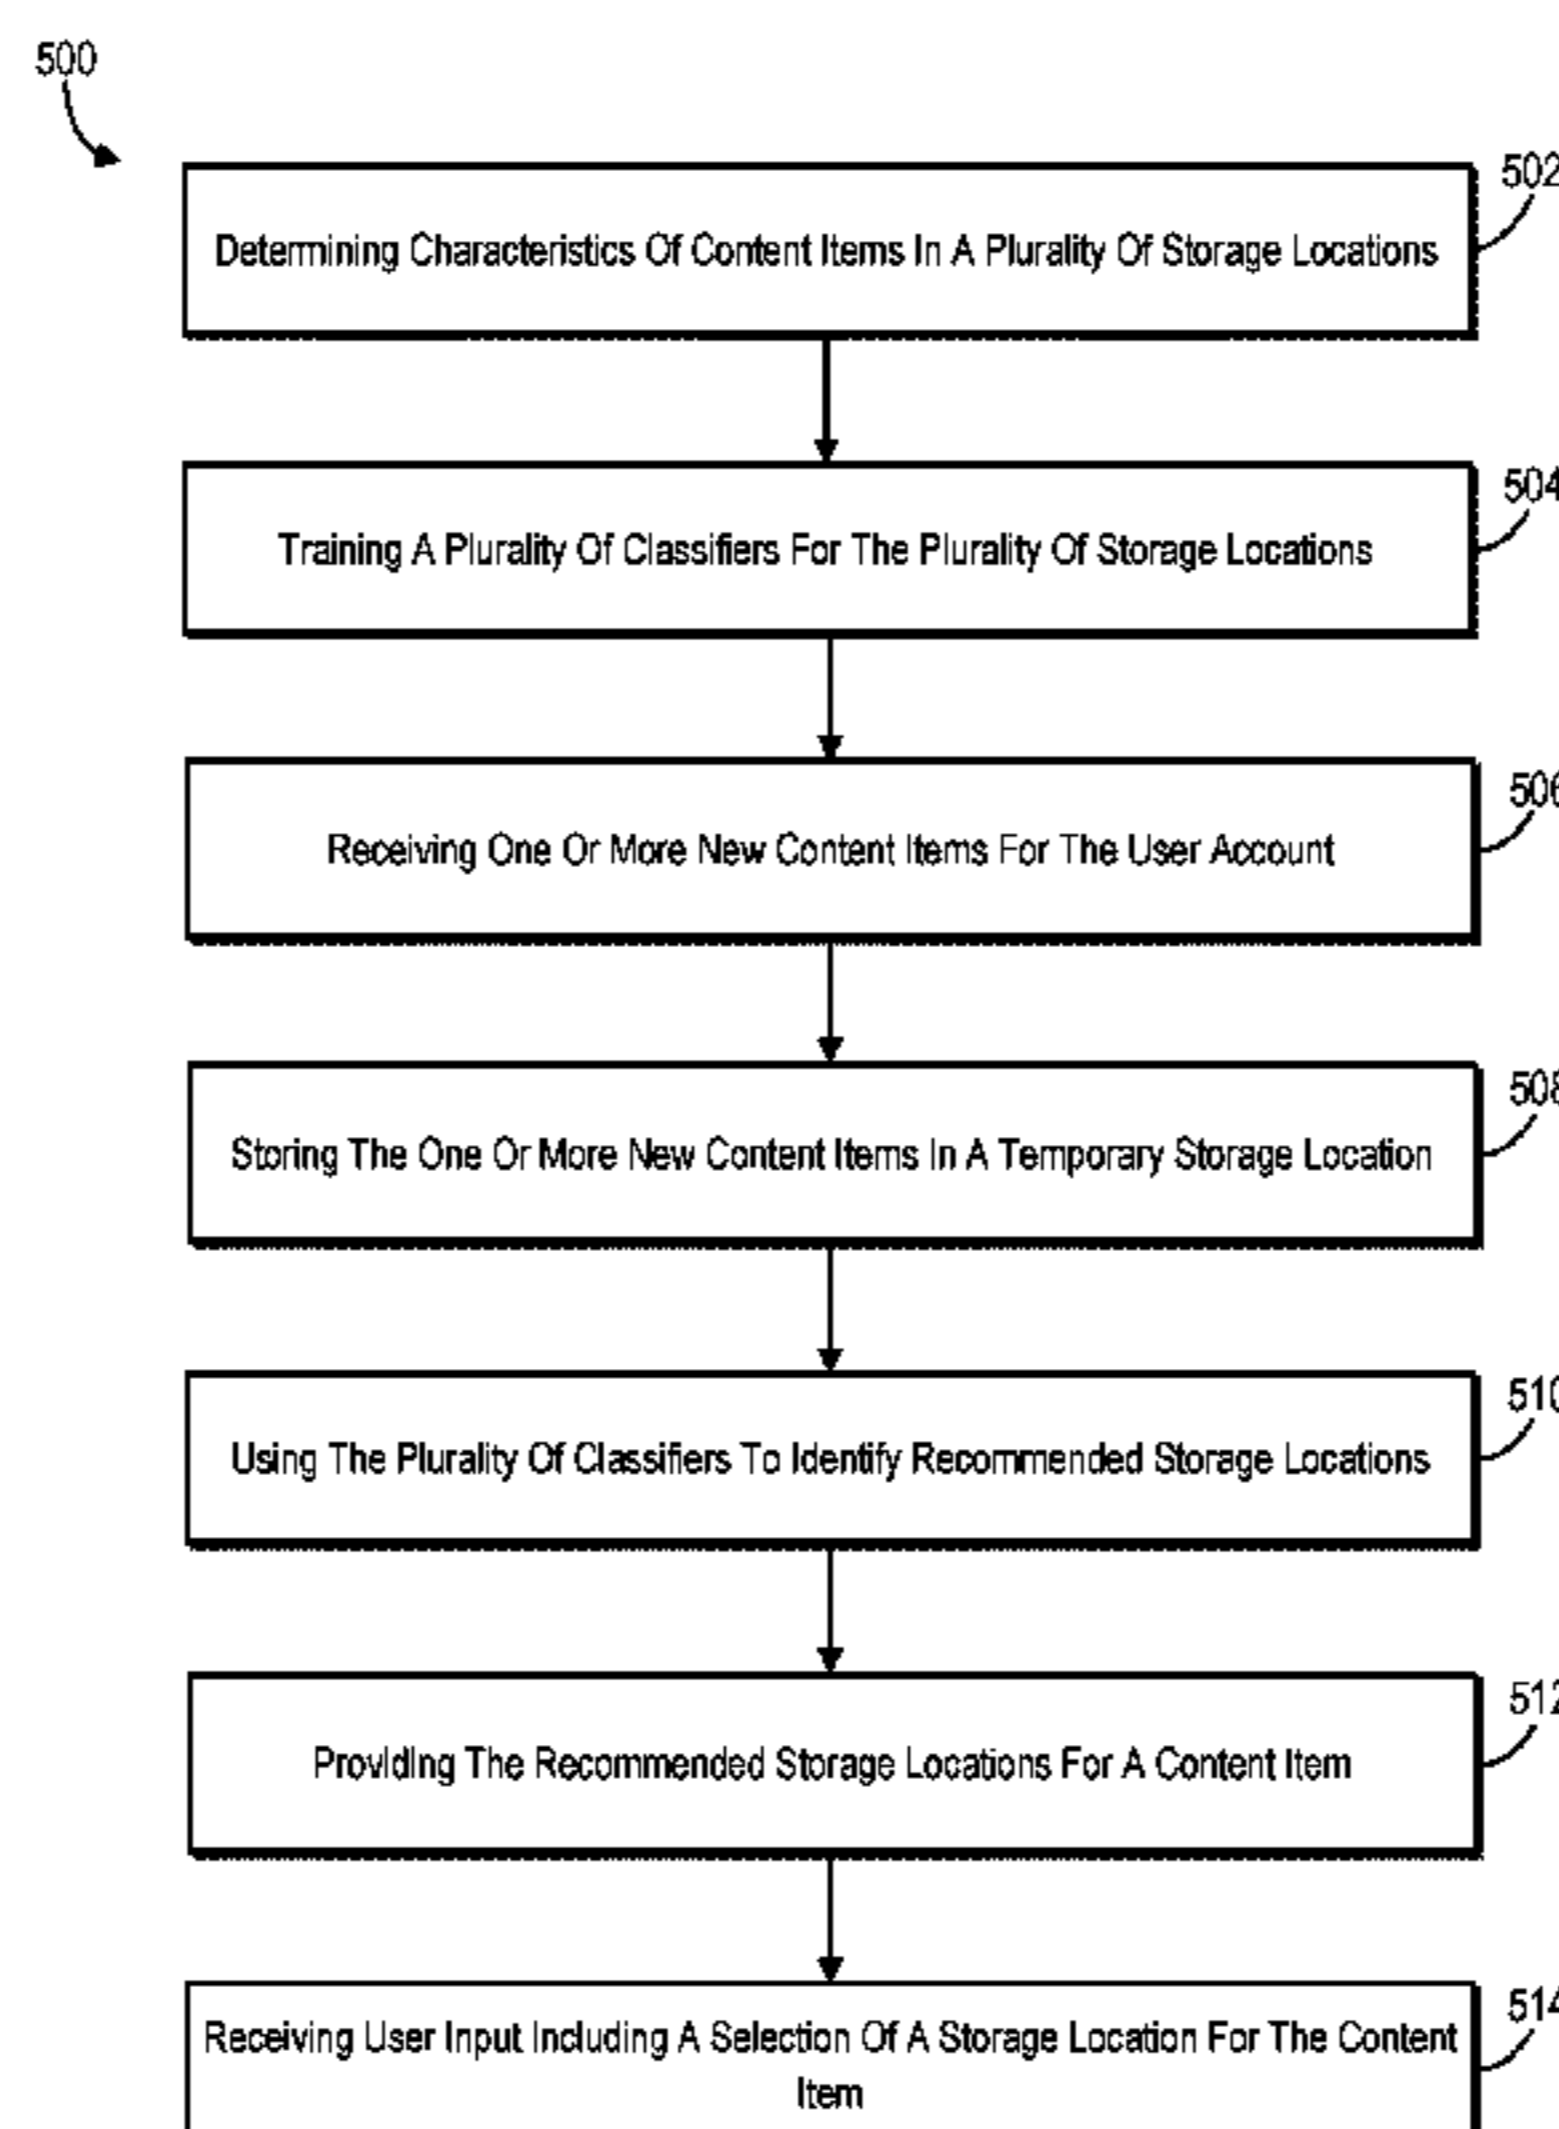 500
502
Determining Characteristics Of Content Items In A Plurality Of Storage Locations
504
Training A Plurality Of Classifiers For The Plurality Of Storage Locations
506
Receiving One Or More New Content Items For The User Account
508
Storing The One Or More New Content Items In A Temporary Storage Location
510
Using The Plurality Of Classifiers To Identify Recommended Storage Locations
512
Providing The Recommended Storage Locations For A Content Item
514
Receiving User Input Including A Selection Of A Storage Location For The Content
Item